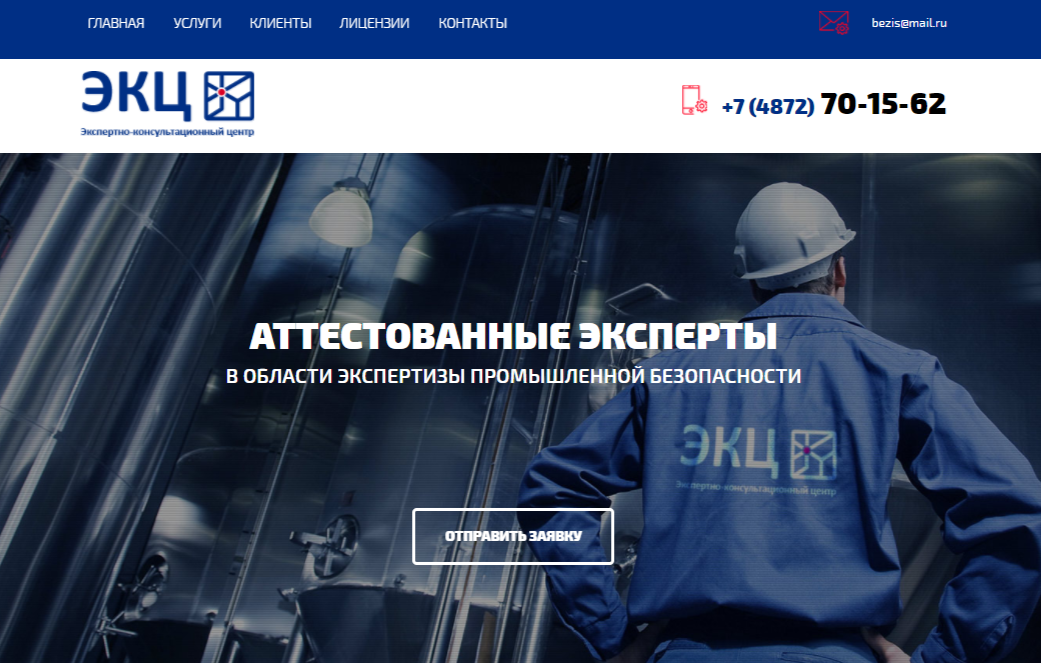 ГЛАВНАЯ УСЛУГИ КЛИЕНТЫ ЛИЦЕНЗИИ КОНТАКТЫ bezis@mail.ru
ЭКЦ
Экспертно-консультационный центр
+7 (4872) 70-15-62
АТТЕСТОВАННЫЕ ЭКСПЕРТЫ
В ОБЛАСТИ ЭКСПЕРТИЗЫ ПРОМЫШЛЕННОЙ БЕЗОПАСНОСТИ
ЭКЦ
Экспертно-консультационный центр
ОТПРАВИТЬ ЗАЯВКУ